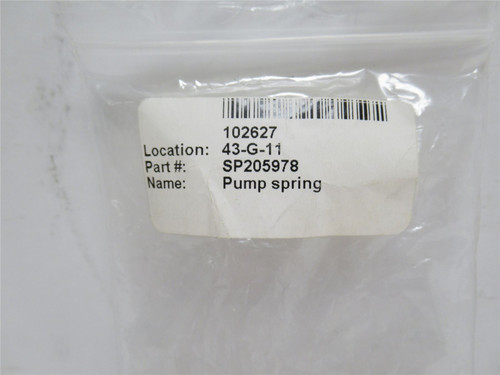 102627
Location: 43-G-11
Part #: SP205978
Name: Pump spring